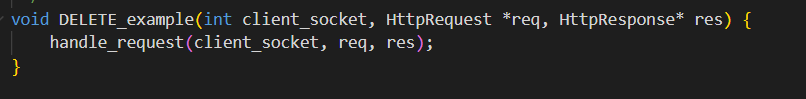 void DELETE_example(int client_socket, HttpRequest *req, HttpResponse* res) {
    handle_request(client_socket, req, res);
}